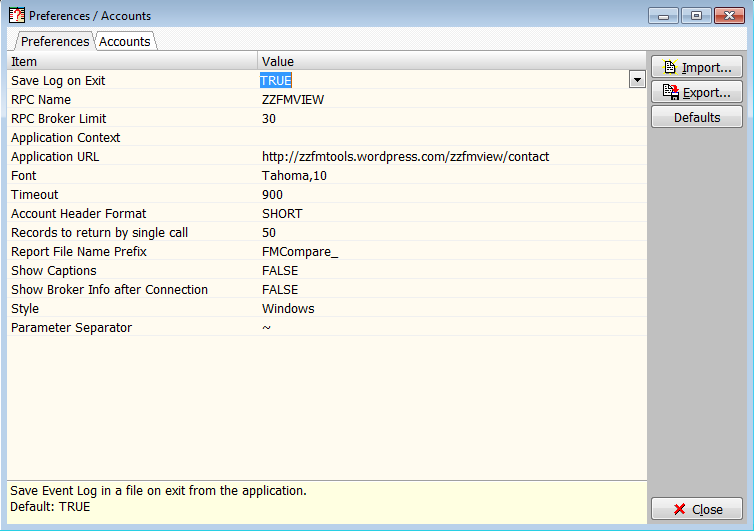 Preferences / Accounts
Preferences Accounts
Item Value
Save Log on Exit TRUE
RPC Name ZZFMVIEW
RPC Broker Limit 30
Application Context
Application URL http://zzfmtools.wordpress.com/zzfmview/contact
Font Tahoma,10
Timeout 900
Account Header Format SHORT
Records to return by single call 50
Report File Name Prefix FMCompare_
Show Captions FALSE
Show Broker Info after Connection FALSE
Style Windows
Parameter Separator ~
Import...
Export...
Defaults
Save Event Log in a file on exit from the application.
Default: TRUE
Close